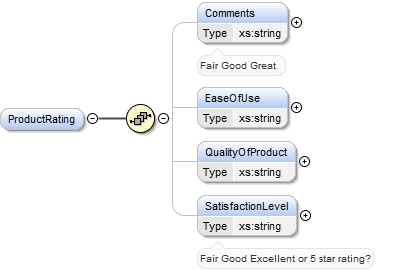 Comments
Type xs:string
Fair Good Great
EaseOfUse
Type xs:string
ProductRating
QualityOfProduct
Type xs:string
SatisfactionLevel
Type xs:string
Fair Good Excellent or 5 star rating?